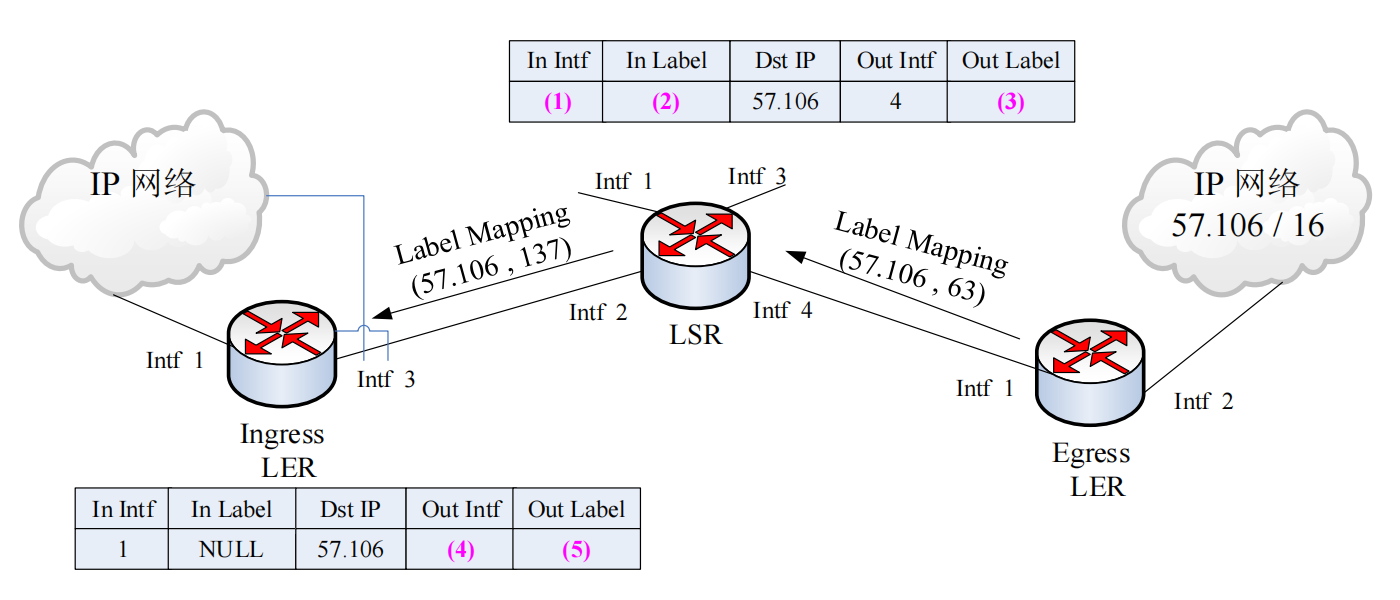 In Intf In Label Dst IP Out Intf Out Label
(1) (2) 57.106 4 (3)
IP 网络
Intf 1
Intf 3
IP 网络
57.106 / 16
Label Mapping
(57.106 , 137)
Label Mapping
(57.106 , 63)
Intf 2
Intf 4
LSR
Intf 1
Intf 3
Intf 1
Intf 2
Ingress
LER
Egress
LER
In Intf In Label Dst IP Out Intf Out Label
1 NULL 57.106 (4) (5)